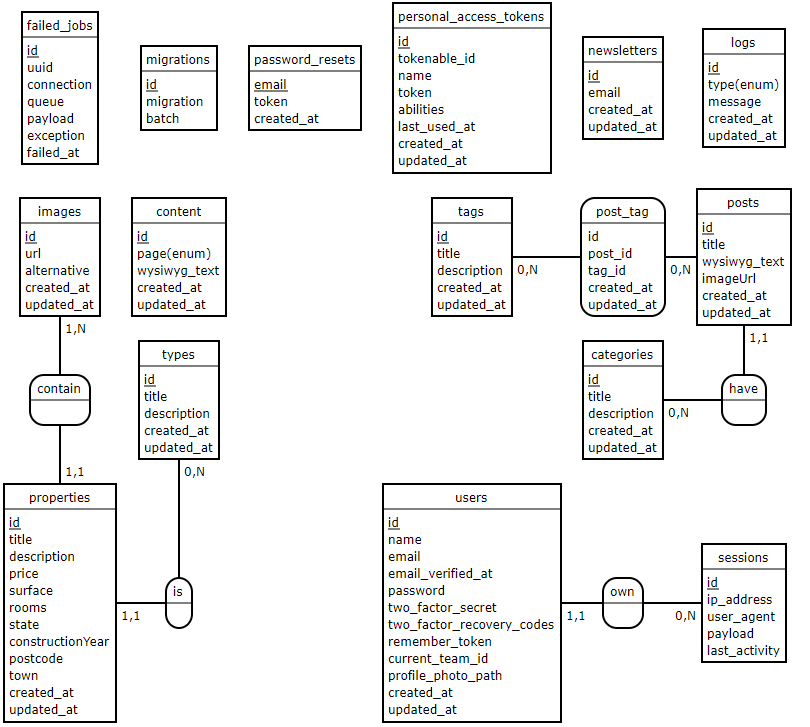 failed_jobs
id
uuid
connection
queue
payload
exception
failed_at
migrations
id
migration
batch
password_resets
email
token
created_at
personal_access_tokens
id
tokenable_id
name
token
abilities
last_used_at
created_at
updated_at
newsletters
id
email
created_at
updated_at
logs
id
type(enum)
message
created_at
updated_at
images
id
url
alternative
created_at
updated_at
content
id
page(enum)
wysiwyg_text
created_at
updated_at
tags
id
title
description
created_at
updated_at
0,N
post_tag
id
post_id
tag_id
created_at
updated_at
0,N
posts
id
title
wysiwyg_text
imageUrl
created_at
updated_at
1,N
contain
1,1
types
id
title
description
created_at
updated_at
0,N
categories
id
title
description
created_at
updated_at
0,N
have
1,1
properties
id
title
description
price
surface
rooms
state
constructionYear
postcode
town
created_at
updated_at
1,1
is
users
id
name
email
email_verified_at
password
two_factor_secret
two_factor_recovery_codes
remember_token
current_team_id
profile_photo_path
created_at
updated_at
1,1
own
0,N
sessions
id
ip_address
user_agent
payload
last_activity